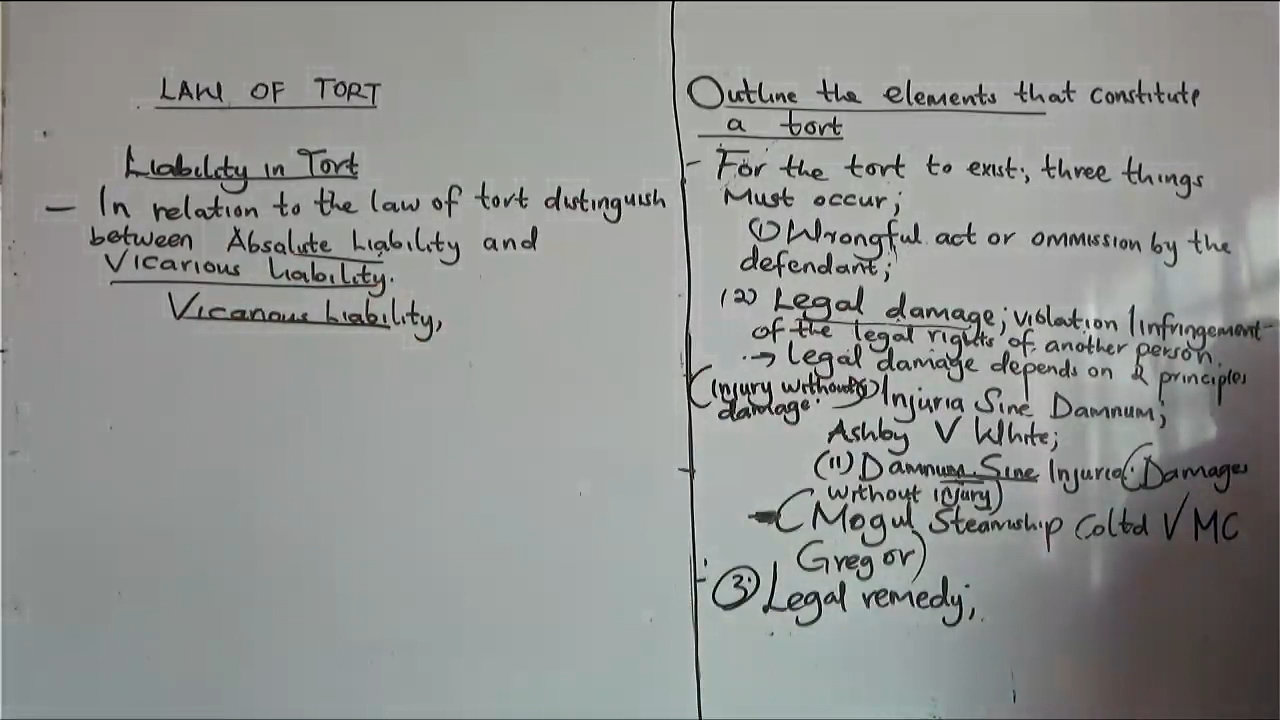 LAW OF TORT
Liability in Tort
- In relation to the law of tort distinguish
between Absolute Liability and
Vicarious Liability.
Vicarious Liability,
Outline the elements that constitute
a tort
- For the tort to exist; three things
Must occur;
(1) Wrongful act or ommission by the
defendant;
(2) Legal damage; violation /infringement
of the legal rights of another person.
→ Legal damage depends on 2 principles
(Injury without damage. (i) Injuria Sine Damnum;
Ashby V White;
(11) Damnum Sine Injuria (Damages
without injury)
- (Mogul Steamship Co ltd V MC
Gregor)
(3) Legal remedy;